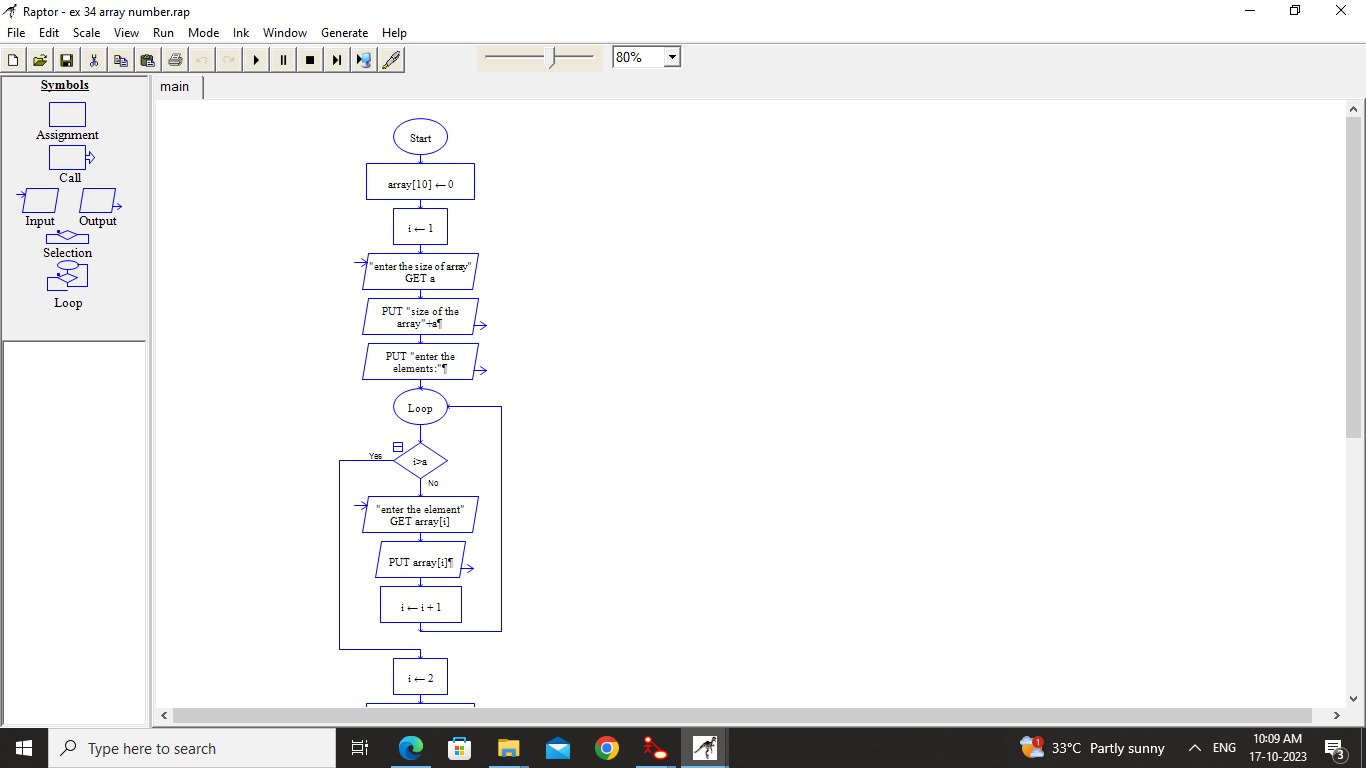 Raptor - ex 34 array number.rap
File Edit Scale View Run Mode Ink Window Generate Help
80%
Symbols
Assignment
Call
Input Output
Selection
Loop
main
Start
array[10] ← 0
i ← 1
"enter the size of array"
GET a
PUT "size of the
array"+a¶
PUT "enter the
elements:"¶
Loop
Yes
i>a
No
"enter the element"
GET array[i]
PUT array[i]¶
i ← i + 1
i ← 2
Type here to search
1
33°C Partly sunny
ENG
10:09 AM
17-10-2023
3